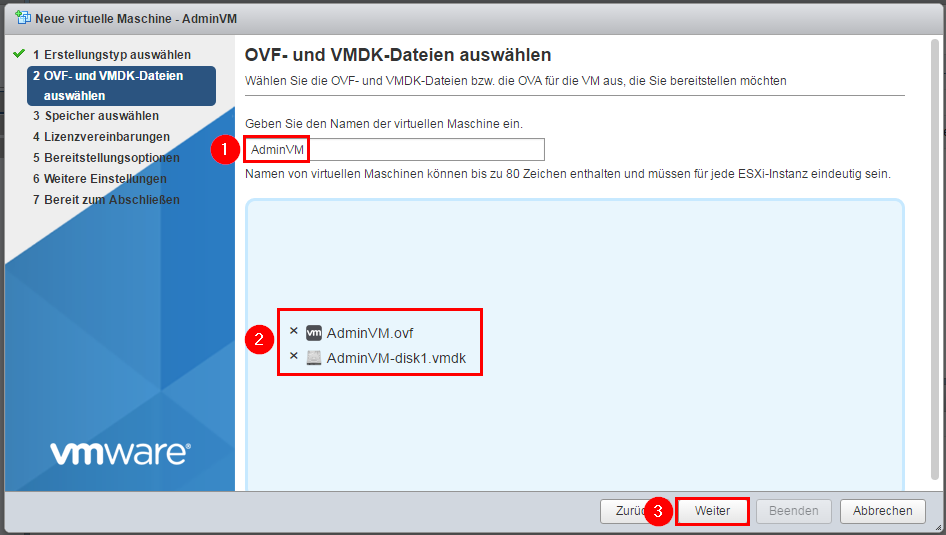 Neue virtuelle Maschine - AdminVM
1 Erstellungstyp auswählen
2 OVF- und VMDK-Dateien
auswählen
3 Speicher auswählen
4 Lizenzvereinbarungen
5 Bereitstellungsoptionen
6 Weitere Einstellungen
7 Bereit zum Abschließen
vmware®
OVF- und VMDK-Dateien auswählen
Wählen Sie die OVF- und VMDK-Dateien bzw. die OVA für die VM aus, die Sie bereitstellen möchten
Geben Sie den Namen der virtuellen Maschine ein.
1 AdminVM
Namen von virtuellen Maschinen können bis zu 80 Zeichen enthalten und müssen für jede ESXi-Instanz eindeutig sein.
2
× vm AdminVM.ovf
× AdminVM-disk1.vmdk
3 Weiter Beenden Abbrechen